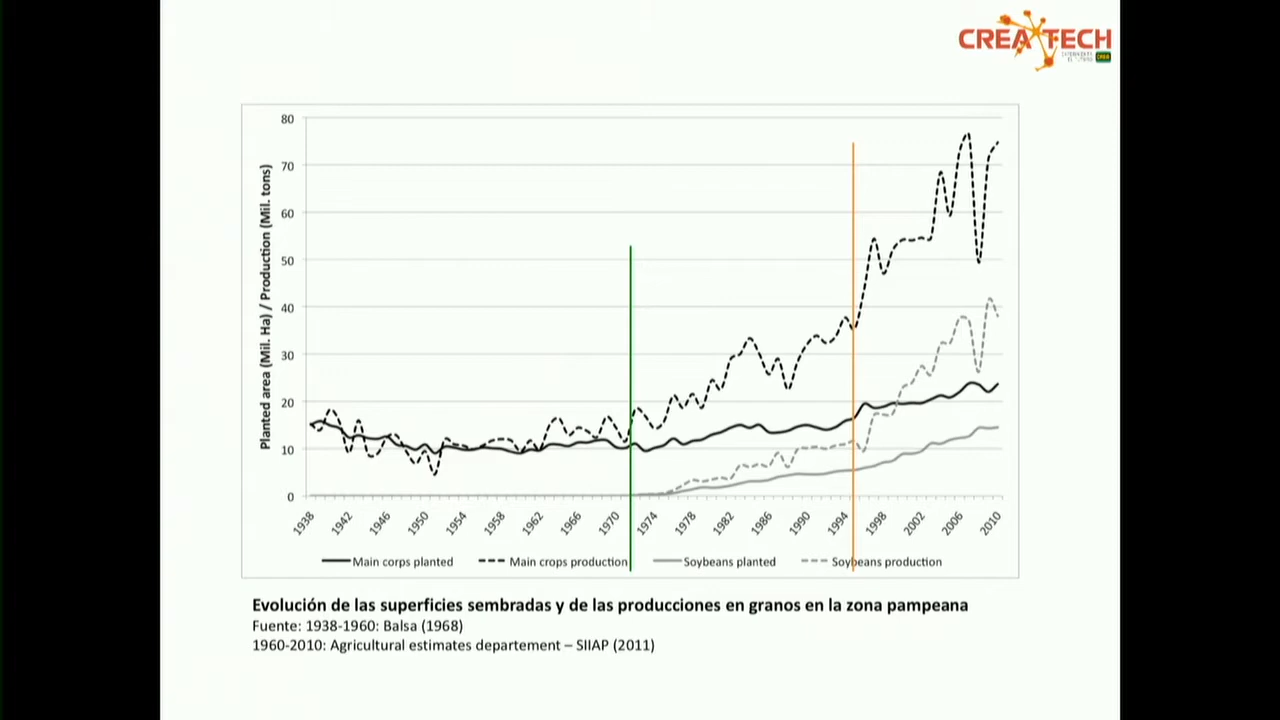 CREA TECH
CREA
80
70
60
50
40
30
20
10
0
Planted area (Mil. Ha) / Production (Mil. tons)
1938
1942
1946
1950
1954
1958
1962
1966
1970
1974
1978
1982
1986
1990
1994
1998
2002
2006
2010
Main corps planted
Main crops production
Soybeans planted
Soybeans production
Evolución de las superficies sembradas y de las producciones en granos en la zona pampeana
Fuente: 1938-1960: Balsa (1968)
1960-2010: Agricultural estimates departement – SIIAP (2011)